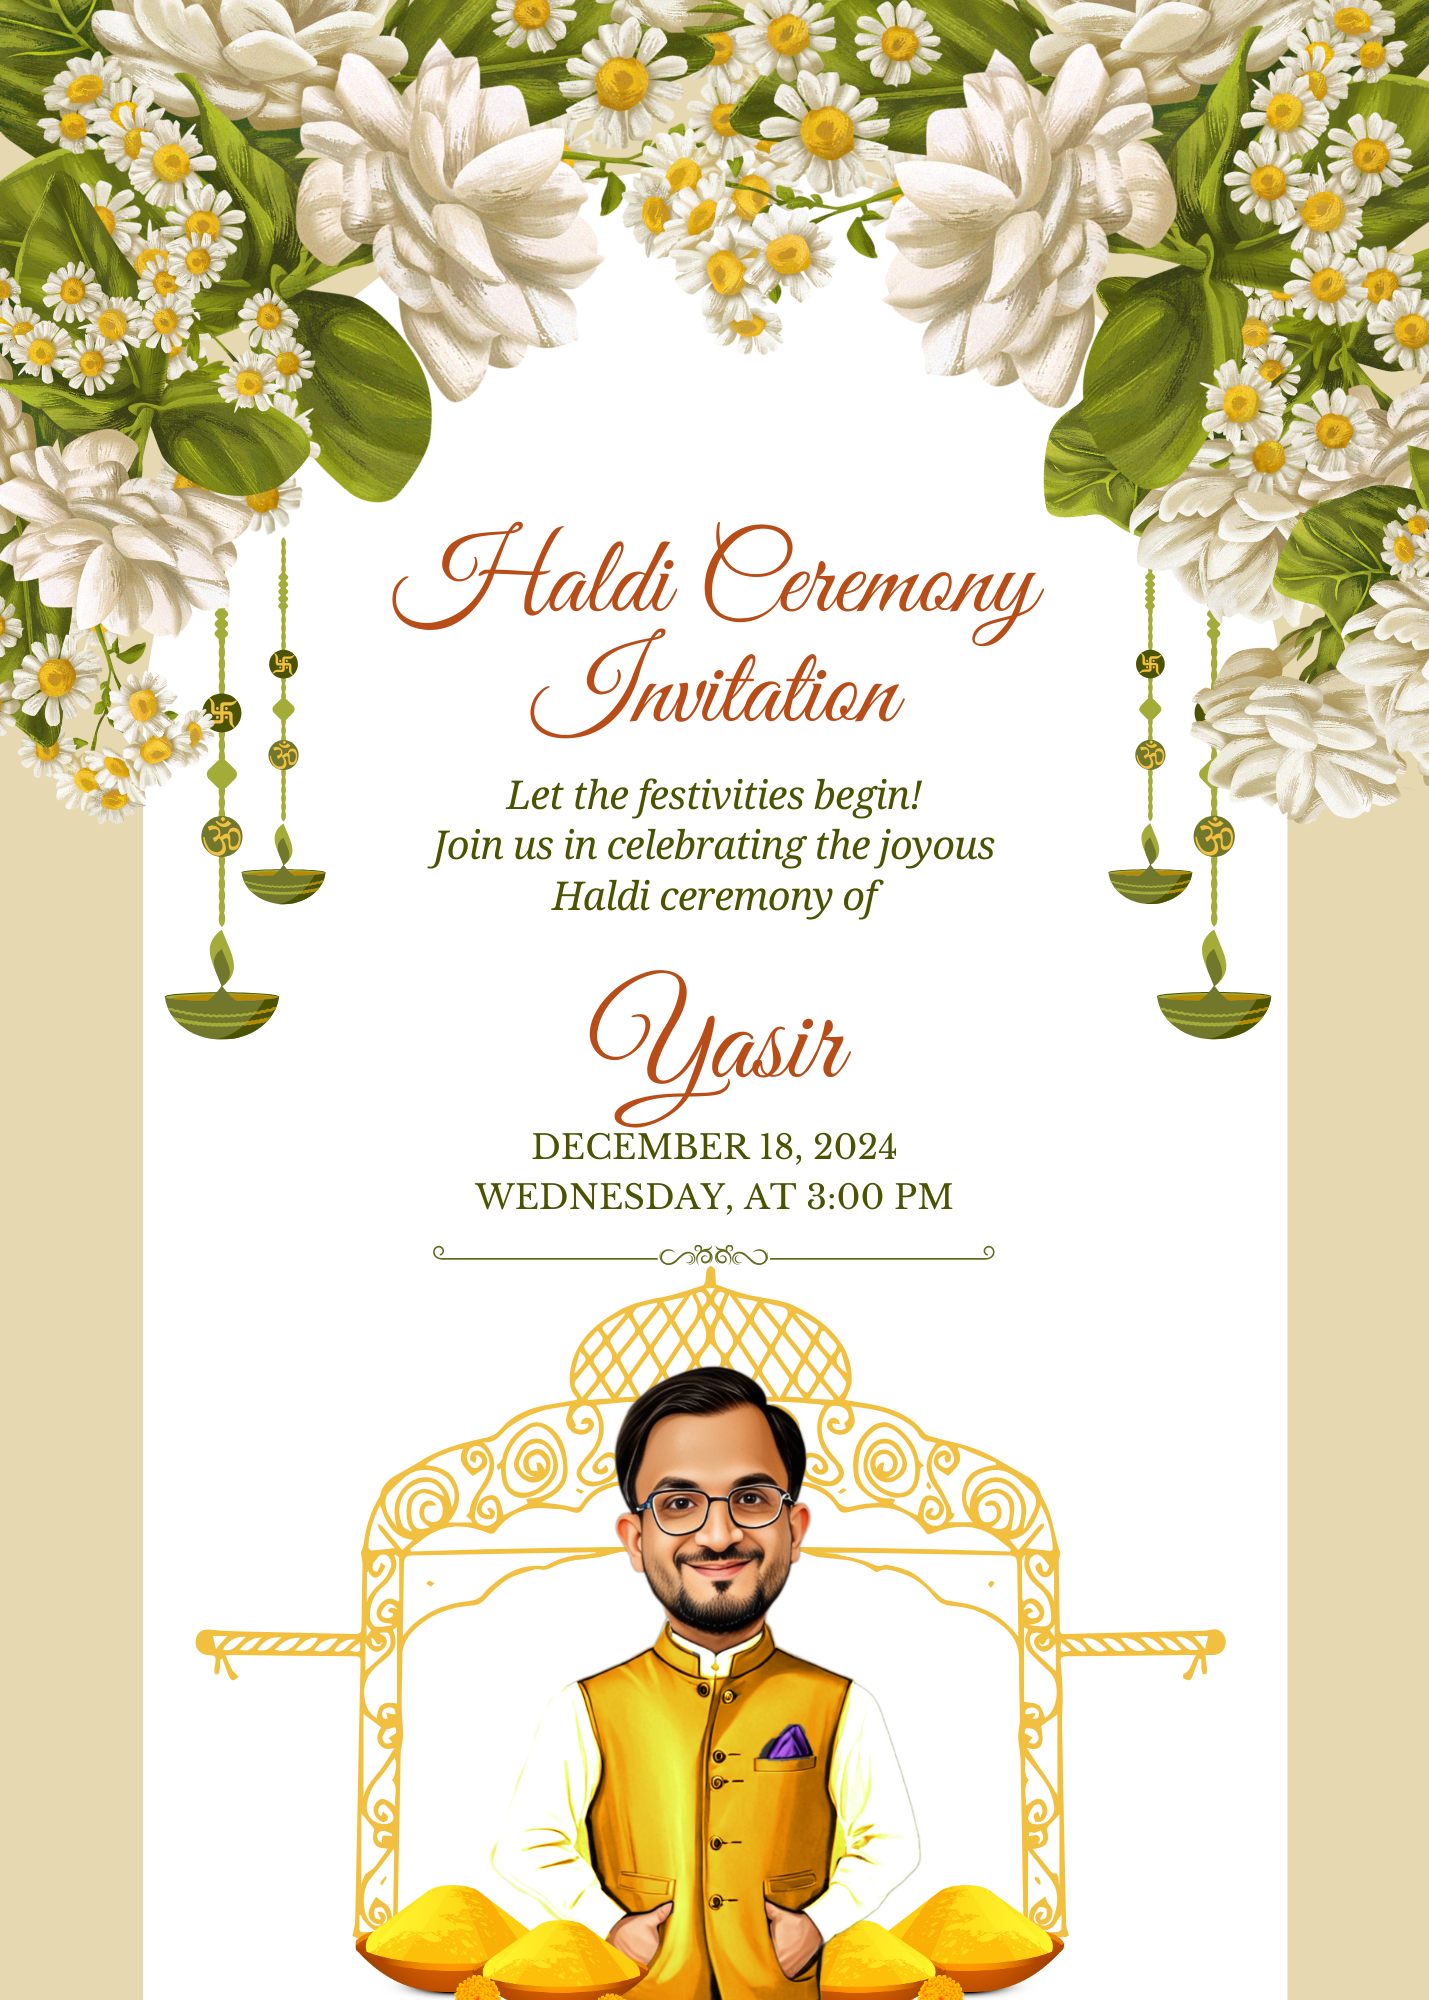 Haldi Ceremony
Invitation
Let the festivities begin!
Join us in celebrating the joyous
Haldi ceremony of
Yasir
DECEMBER 18, 2024
WEDNESDAY, AT 3:00 PM
ॐ
ॐ
ॐ
ॐ